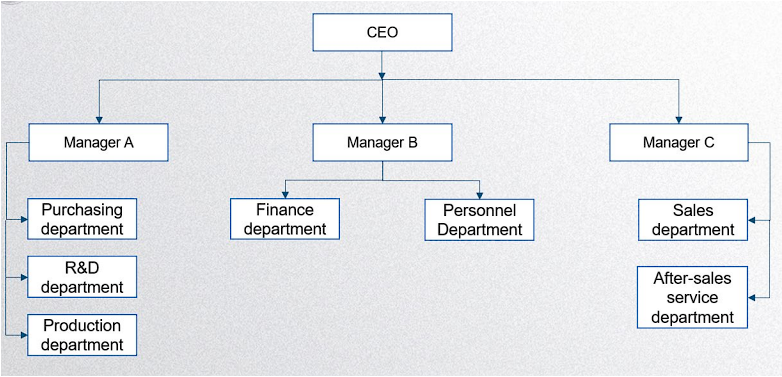 CEO
Manager A
Manager B
Manager C
Purchasing
department
R&D
department
Production
department
Finance
department
Personnel
Department
Sales
department
After-sales
service
department